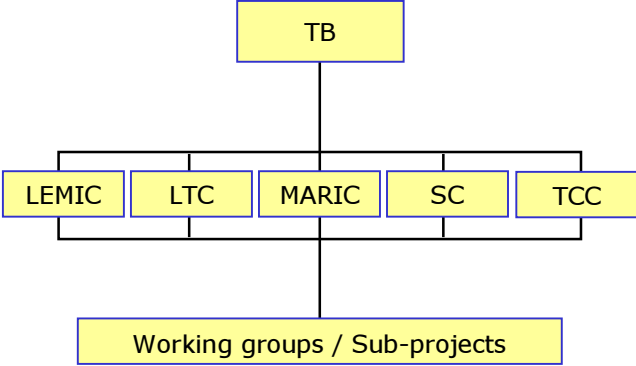 TB
LEMIC
LTC
MARIC
SC
TCC
Working groups / Sub-projects